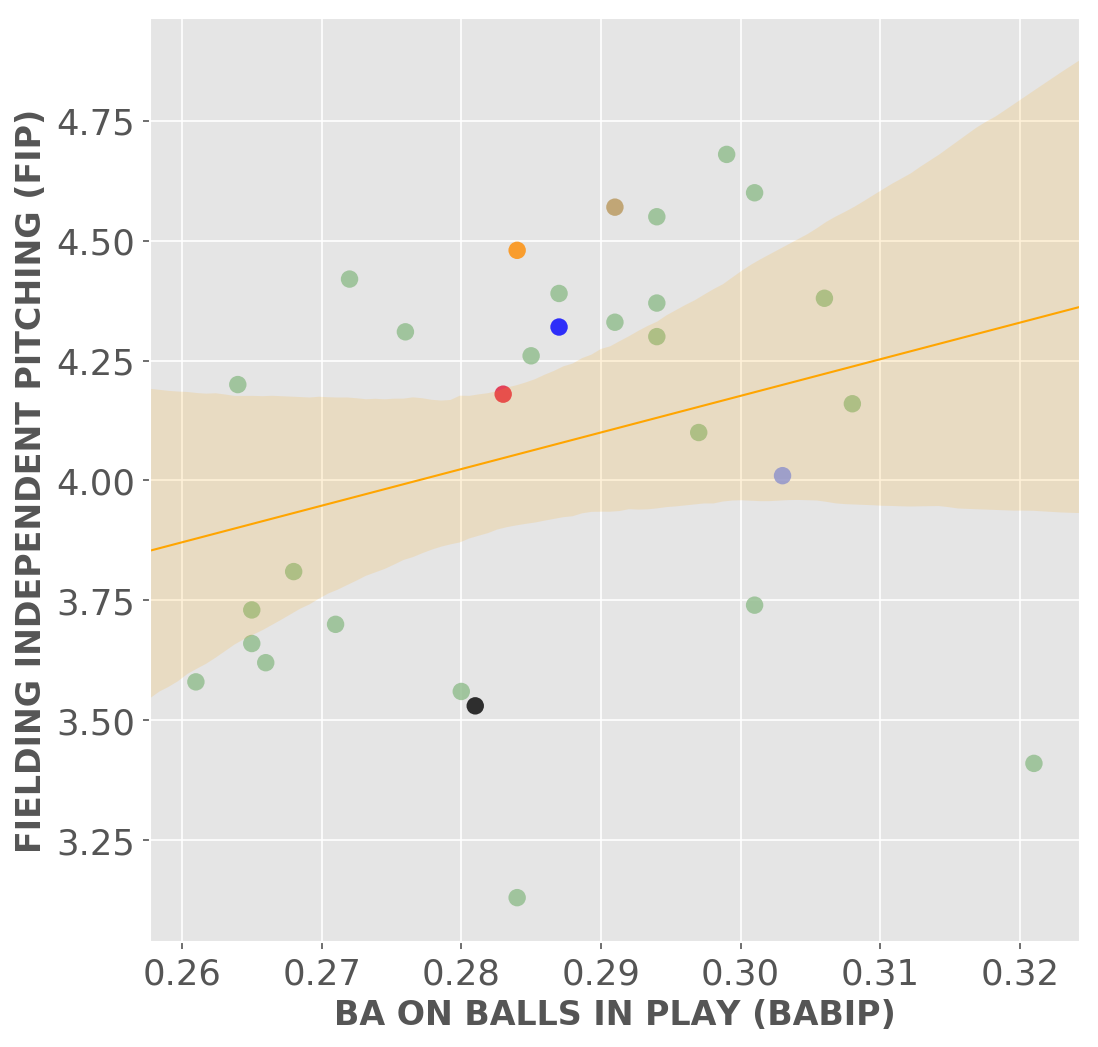 FIELDING INDEPENDENT PITCHING (FIP)
4.75
4.50
4.25
4.00
3.75
3.50
3.25
0.26 0.27 0.28 0.29 0.30 0.31 0.32
BA ON BALLS IN PLAY (BABIP)